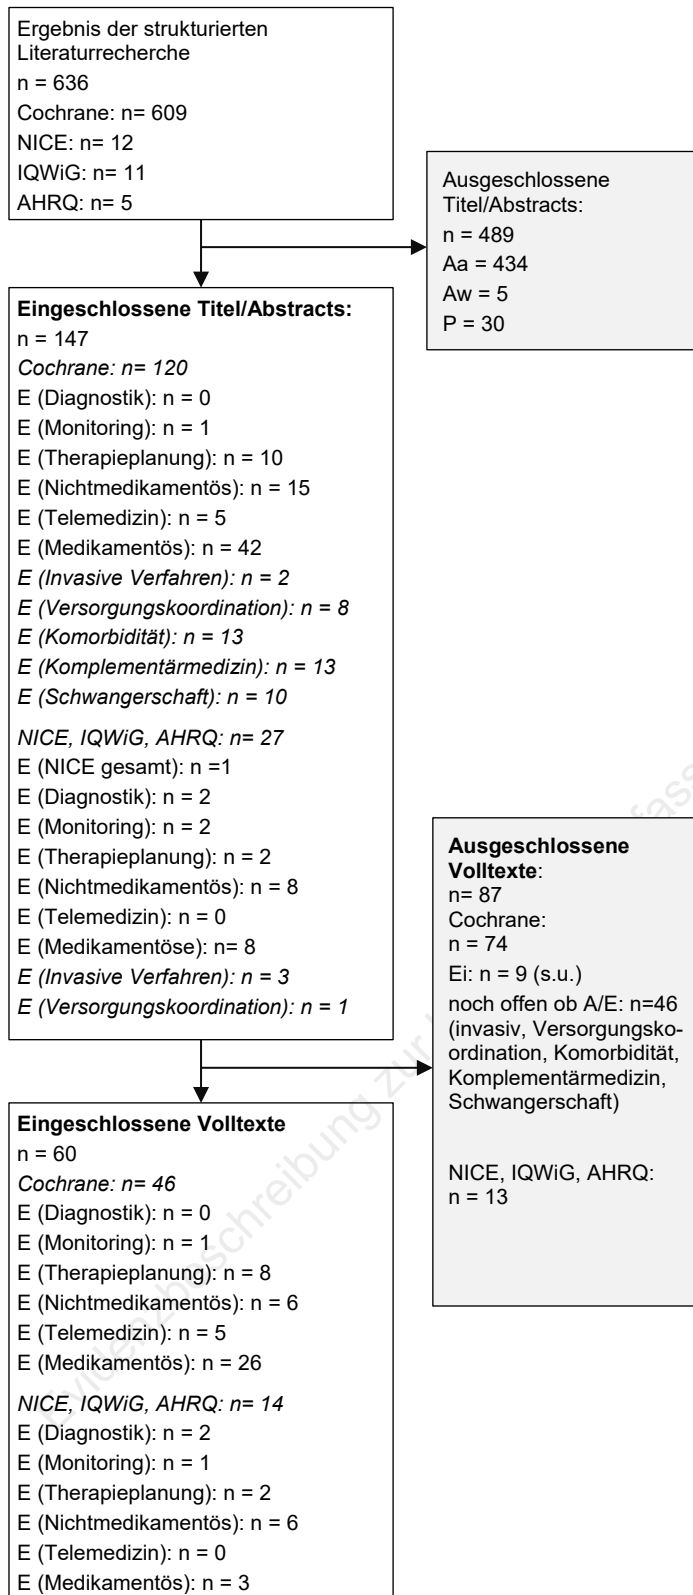 Ergebnis der strukturierten
Literaturrecherche
n = 636
Cochrane: n= 609
NICE: n= 12
IQWiG: n= 11
AHRQ: n= 5
Ausgeschlossene
Titel/Abstracts:
n = 489
Aa = 434
Aw = 5
P = 30
Eingeschlossene Titel/Abstracts:
n = 147
Cochrane: n= 120
E (Diagnostik): n = 0
E (Monitoring): n = 1
E (Therapieplanung): n = 10
E (Nichtmedikamentös): n = 15
E (Telemedizin): n = 5
E (Medikamentös): n = 42
E (Invasive Verfahren): n = 2
E (Versorgungskoordination): n = 8
E (Komorbidität): n = 13
E (Komplementärmedizin): n = 13
E (Schwangerschaft): n = 10
NICE, IQWiG, AHRQ: n= 27
E (NICE gesamt): n =1
E (Diagnostik): n = 2
E (Monitoring): n = 2
E (Therapieplanung): n = 2
E (Nichtmedikamentös): n = 8
E (Telemedizin): n = 0
E (Medikamentöse): n= 8
E (Invasive Verfahren): n = 3
E (Versorgungskoordination): n = 1
Ausgeschlossene
Volltexte:
n= 87
Cochrane:
n = 74
Ei: n = 9 (s.u.)
noch offen ob A/E: n=46
(invasiv, Versorgungsko-
ordination, Komorbidität,
Komplementärmedizin,
Schwangerschaft)
NICE, IQWiG, AHRQ:
n = 13
Eingeschlossene Volltexte
n = 60
Cochrane: n= 46
E (Diagnostik): n = 0
E (Monitoring): n = 1
E (Therapieplanung): n = 8
E (Nichtmedikamentös): n = 6
E (Telemedizin): n = 5
E (Medikamentös): n = 26
NICE, IQWiG, AHRQ: n= 14
E (Diagnostik): n = 2
E (Monitoring): n = 1
E (Therapieplanung): n = 2
E (Nichtmedikamentös): n = 6
E (Telemedizin): n = 0
E (Medikamentös): n = 3
Evidenzbeschreibung zur